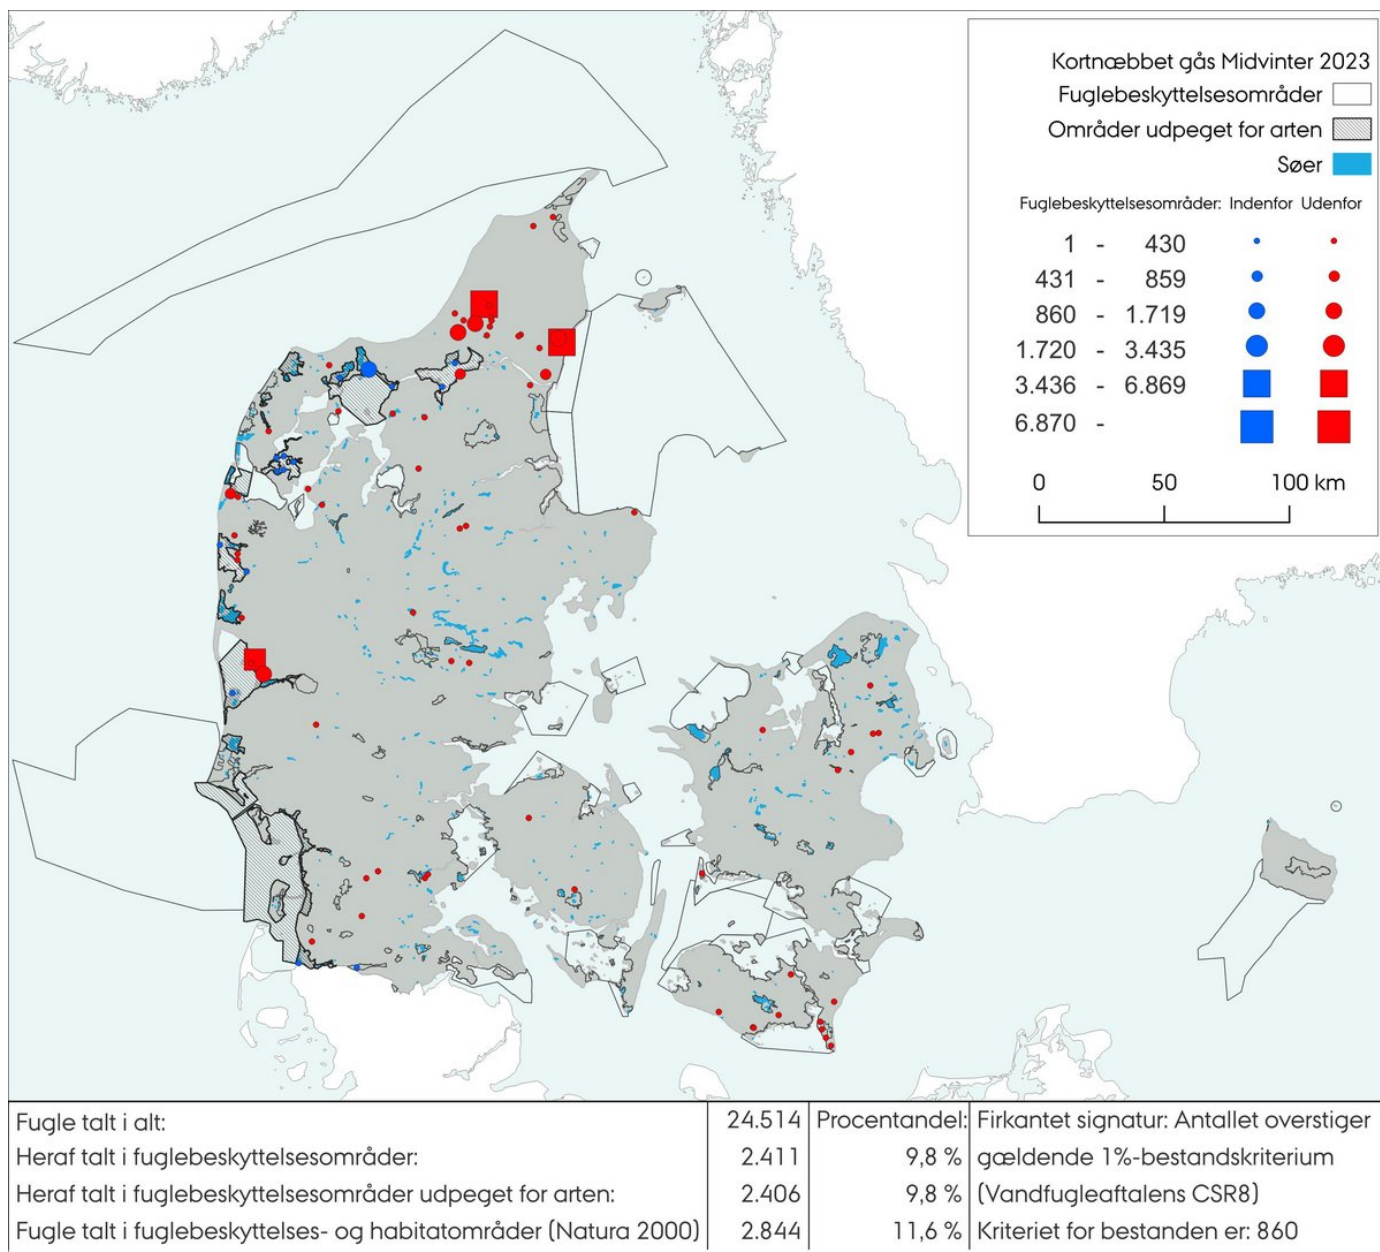 Kortnæbbet gås Midvinter 2023
Fuglebeskyttelsesområder
Områder udpeget for arten
Søer
Fuglebeskyttelsesområder: Indenfor Udenfor
1 - 430
431 - 859
860 - 1.719
1.720 - 3.435
3.436 - 6.869
6.870 -
0 50 100 km
Fugle talt i alt: 24.514 Procentandel: Firkantet signatur: Antallet overstiger
Heraf talt i fuglebeskyttelsesområder: 2.411 9,8 % gældende 1%-bestandskriterium
Heraf talt i fuglebeskyttelsesområder udpeget for arten: 2.406 9,8 % (Vandfugleaftalens CSR8)
Fugle talt i fuglebeskyttelses- og habitatområder (Natura 2000) 2.844 11,6 % Kriteriet for bestanden er: 860